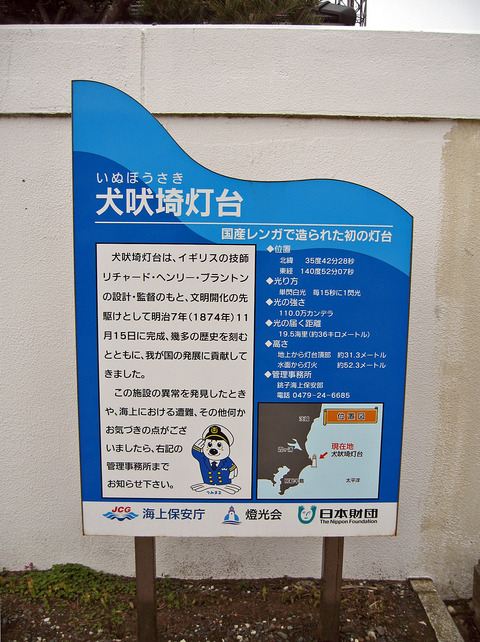 いぬぼうさき
犬吠埼灯台
国産レンガで造られた初の灯台
犬吠埼灯台は、イギリスの技師
リチャード・ヘンリー・ブラントン
の設計・監督のもと、文明開化の先
駆けとして明治7年(1874年)11
月15日に完成、幾多の歴史を刻む
とともに、我が国の発展に貢献して
きました。
この施設の異常を発見したとき
や、海上における遭難、その他何か
お気づきの点がござ
いましたら、右記の
管理事務所まで
お知らせ下さい。
うみまる
◆位置
北緯 35度42分28秒
東経 140度52分07秒
◆光り方
単閃白光 毎15秒に1閃光
◆光の強さ
110.0万カンデラ
◆光の届く距離
19.5海里(約36キロメートル)
◆高さ
地上から灯台頂部 約31.3メートル
水面から灯火 約52.3メートル
◆管理事務所
銚子海上保安部
電話 0479-24-6685
位置図
茨城
現在地
犬吠埼灯台
太平洋
JCG 海上保安庁
燈光会
日本財団
The Nippon Foundation